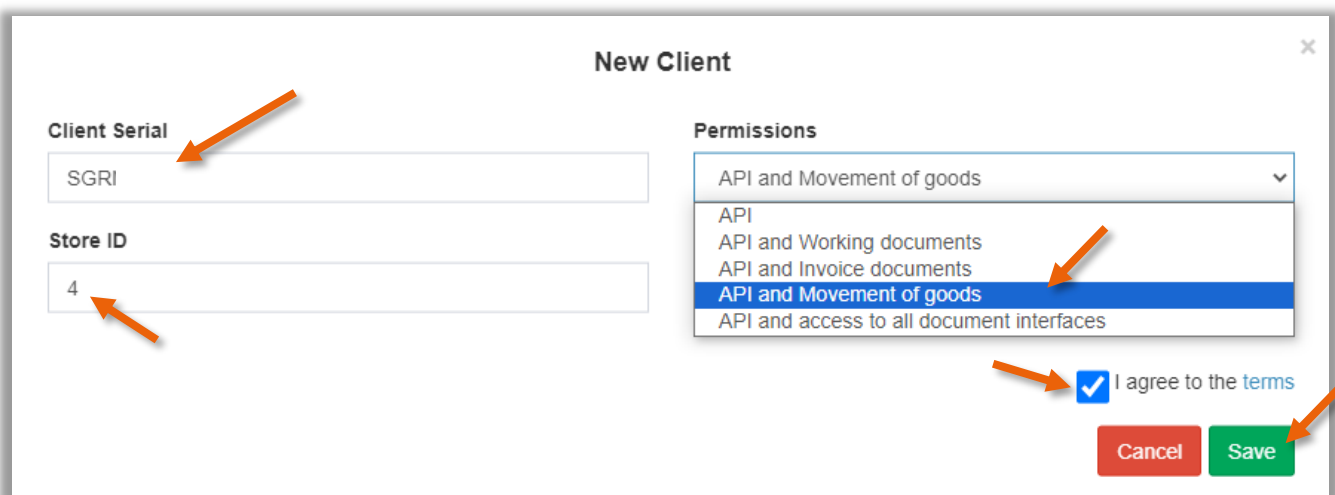 New Client
×
Client Serial
SGRI
Store ID
4
Permissions
API and Movement of goods
API
API and Working documents
API and Invoice documents
API and Movement of goods
API and access to all document interfaces
I agree to the terms
Cancel
Save